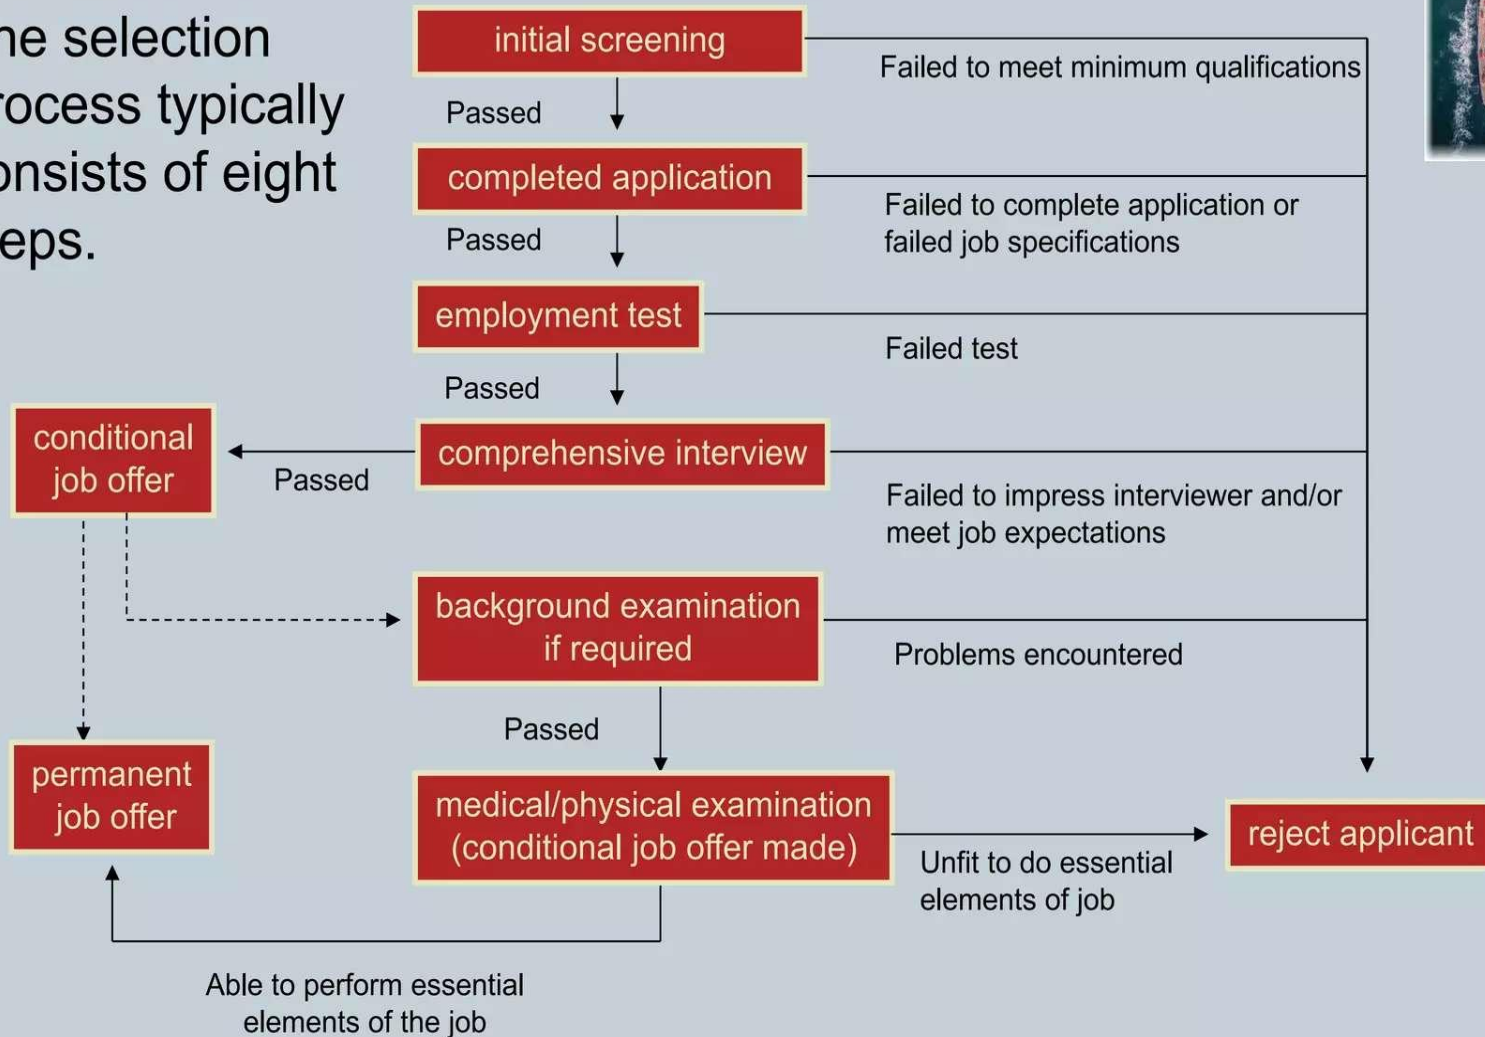 he selection
rocess typically
onsists of eight
eps.
initial screening
Failed to meet minimum qualifications
Passed
completed application
Failed to complete application or
failed job specifications
Passed
employment test
Failed test
Passed
conditional
job offer
Passed
comprehensive interview
Failed to impress interviewer and/or
meet job expectations
background examination
if required
Problems encountered
Passed
permanent
job offer
medical/physical examination
(conditional job offer made)
Unfit to do essential
elements of job
reject applicant
Able to perform essential
elements of the job